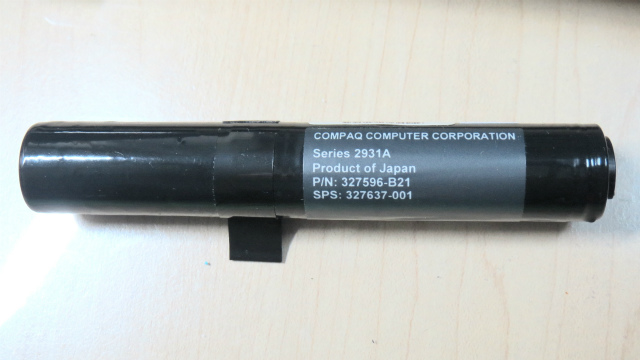 COMPAQ COMPUTER CORPORATION
Series 2931A
Product of Japan
P/N: 327596-B21
SPS: 327637-001